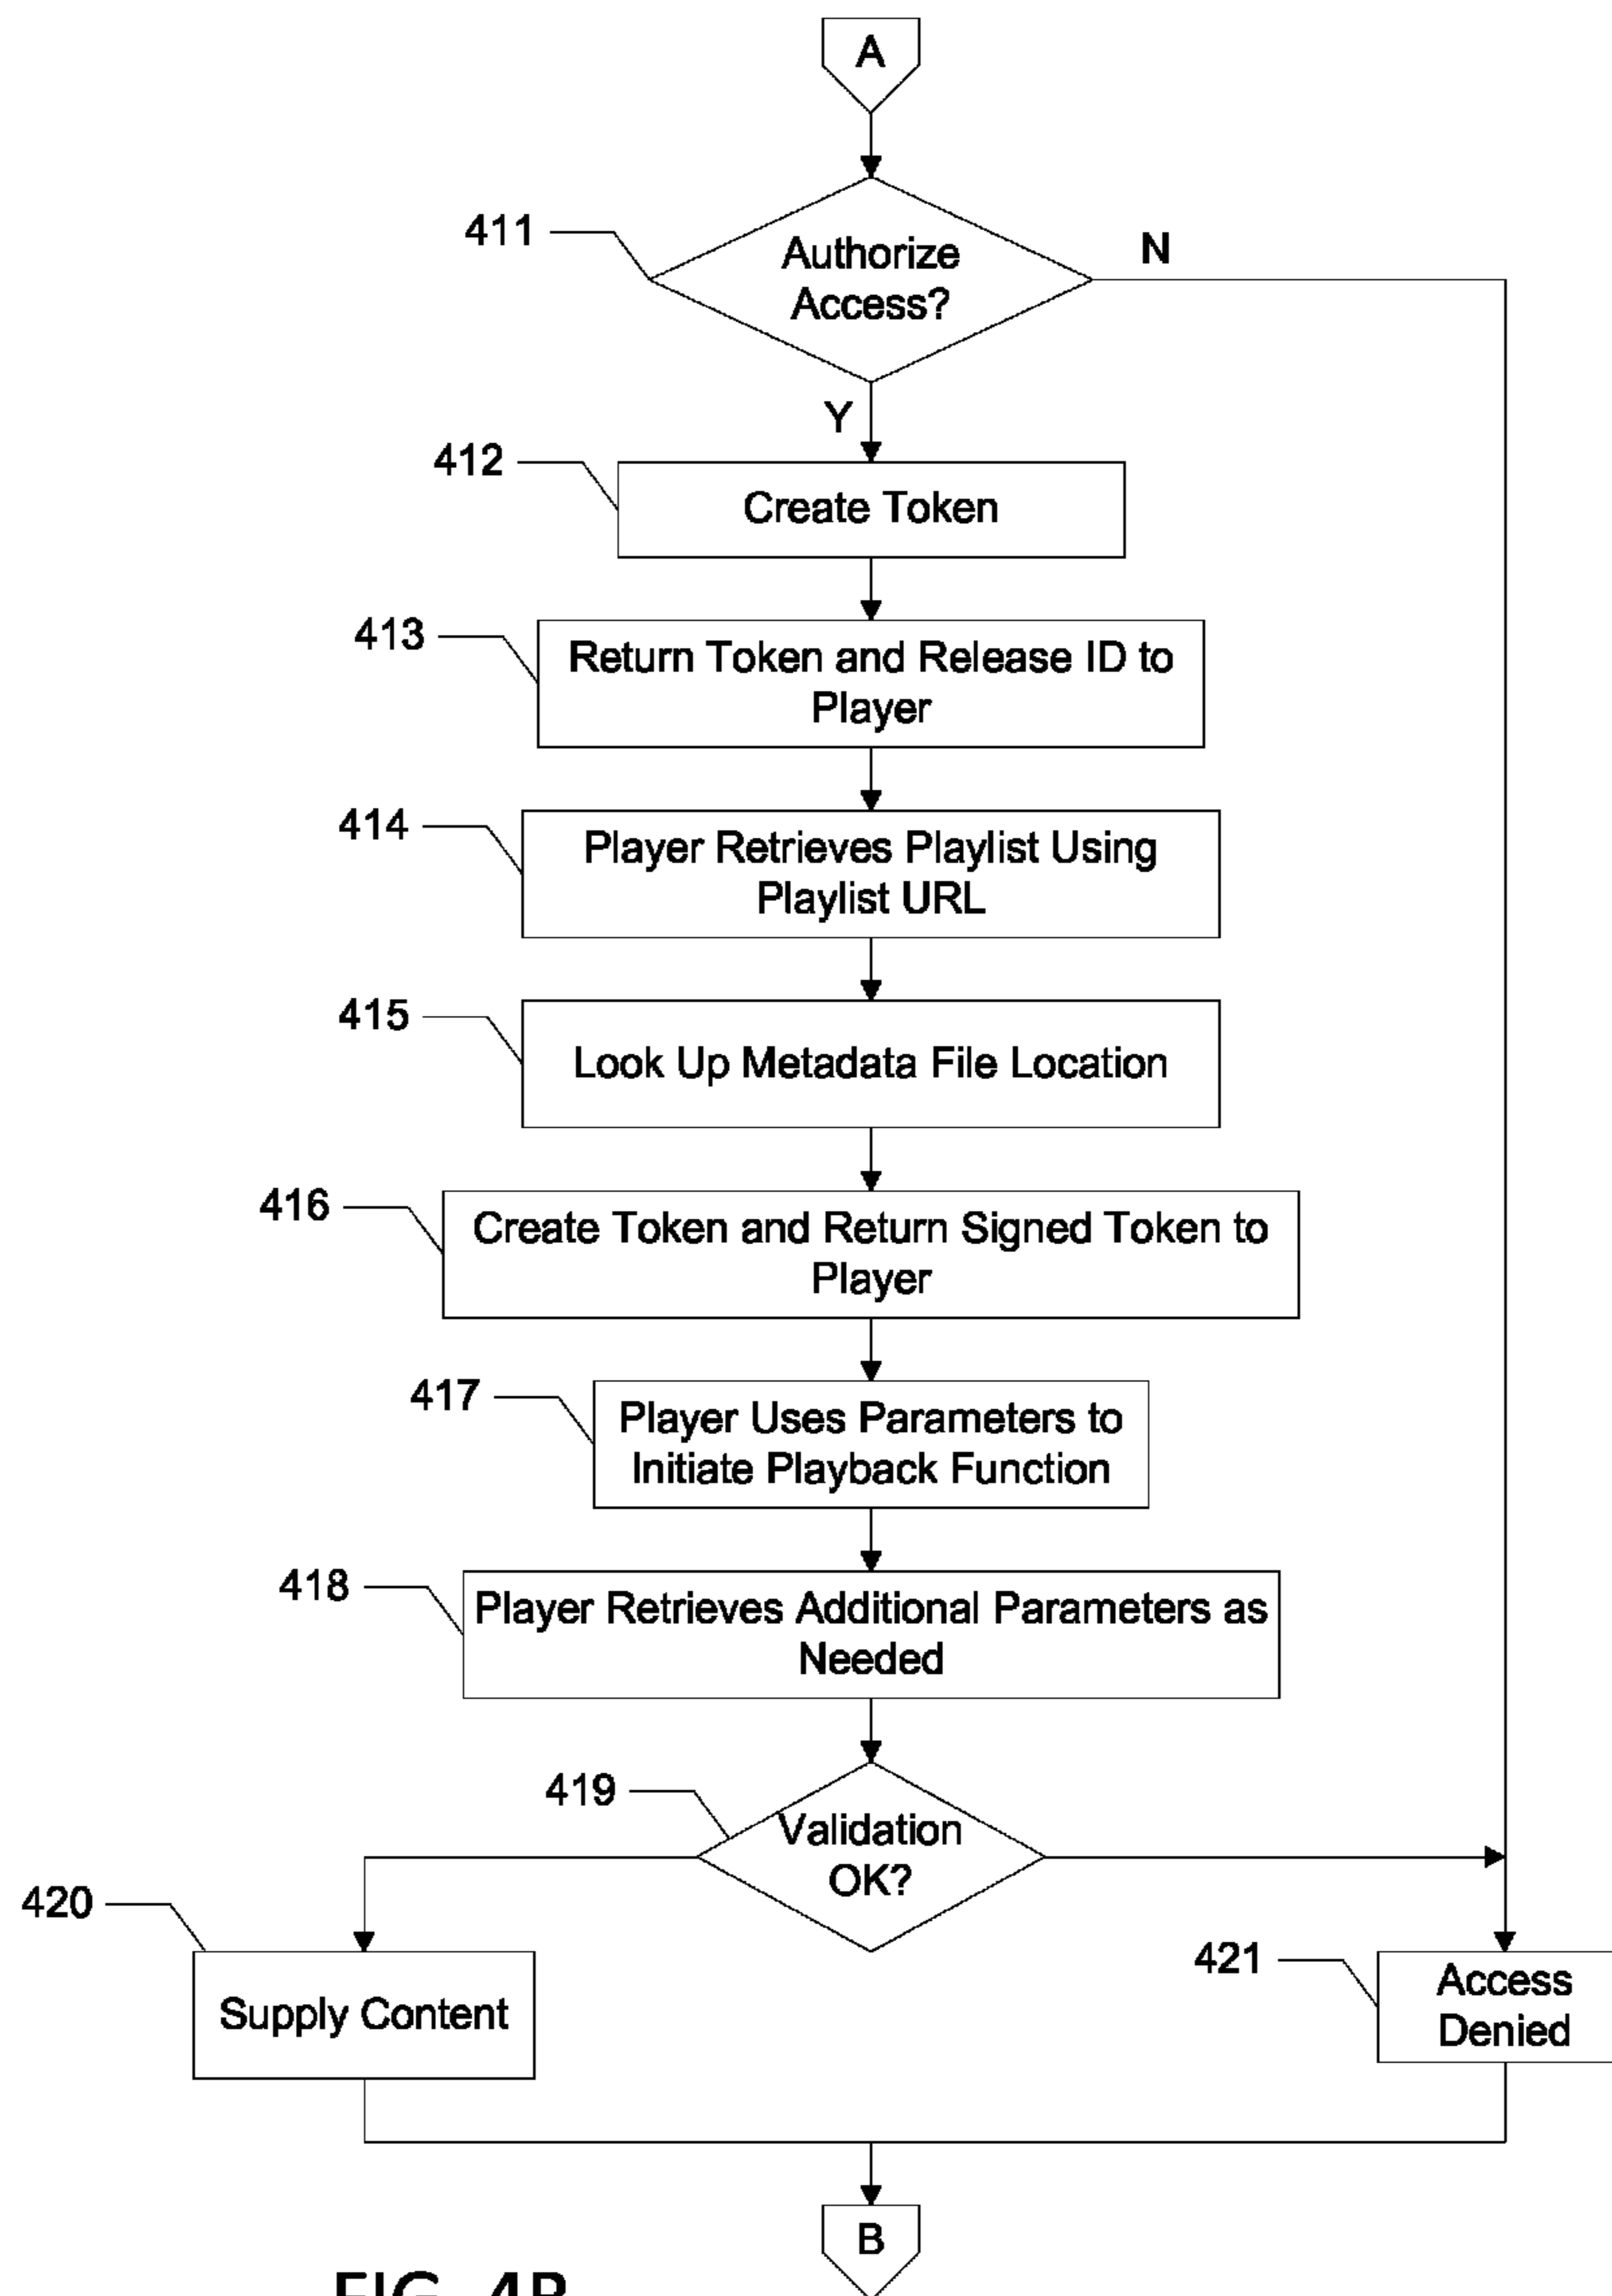 A
411
Authorize
Access?
N
Y
412
Create Token
413
Return Token and Release ID to
Player
414
Player Retrieves Playlist Using
Playlist URL
415
Look Up Metadata File Location
416
Create Token and Return Signed Token to
Player
417
Player Uses Parameters to
Initiate Playback Function
418
Player Retrieves Additional Parameters as
Needed
419
Validation
OK?
420
Supply Content
421
Access
Denied
B
FIG. 4B